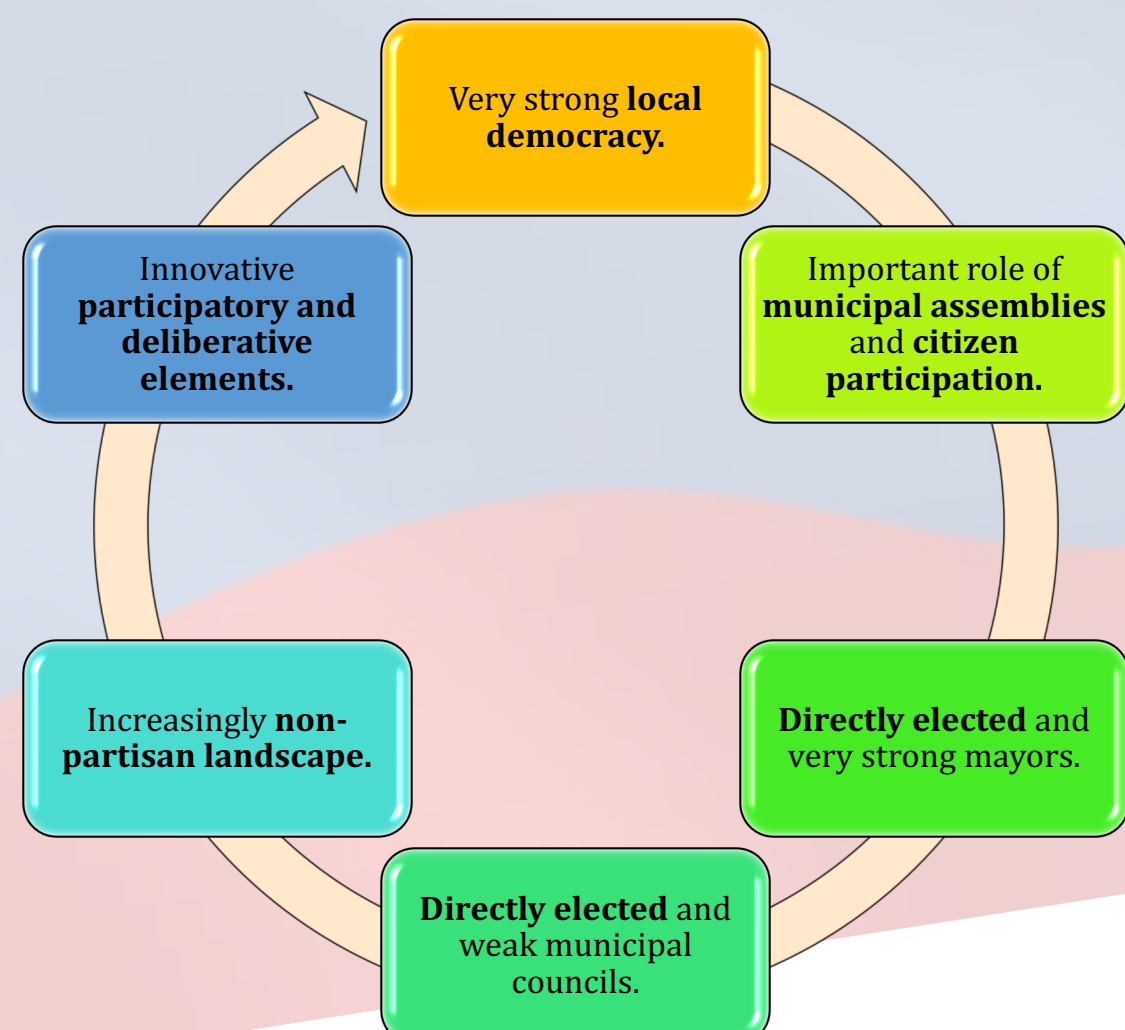 Very strong local
democracy.
Important role of
municipal assemblies
and citizen
participation.
Directly elected and
very strong mayors.
Directly elected and
weak municipal
councils.
Increasingly non-
partisan landscape.
Innovative
participatory and
deliberative
elements.